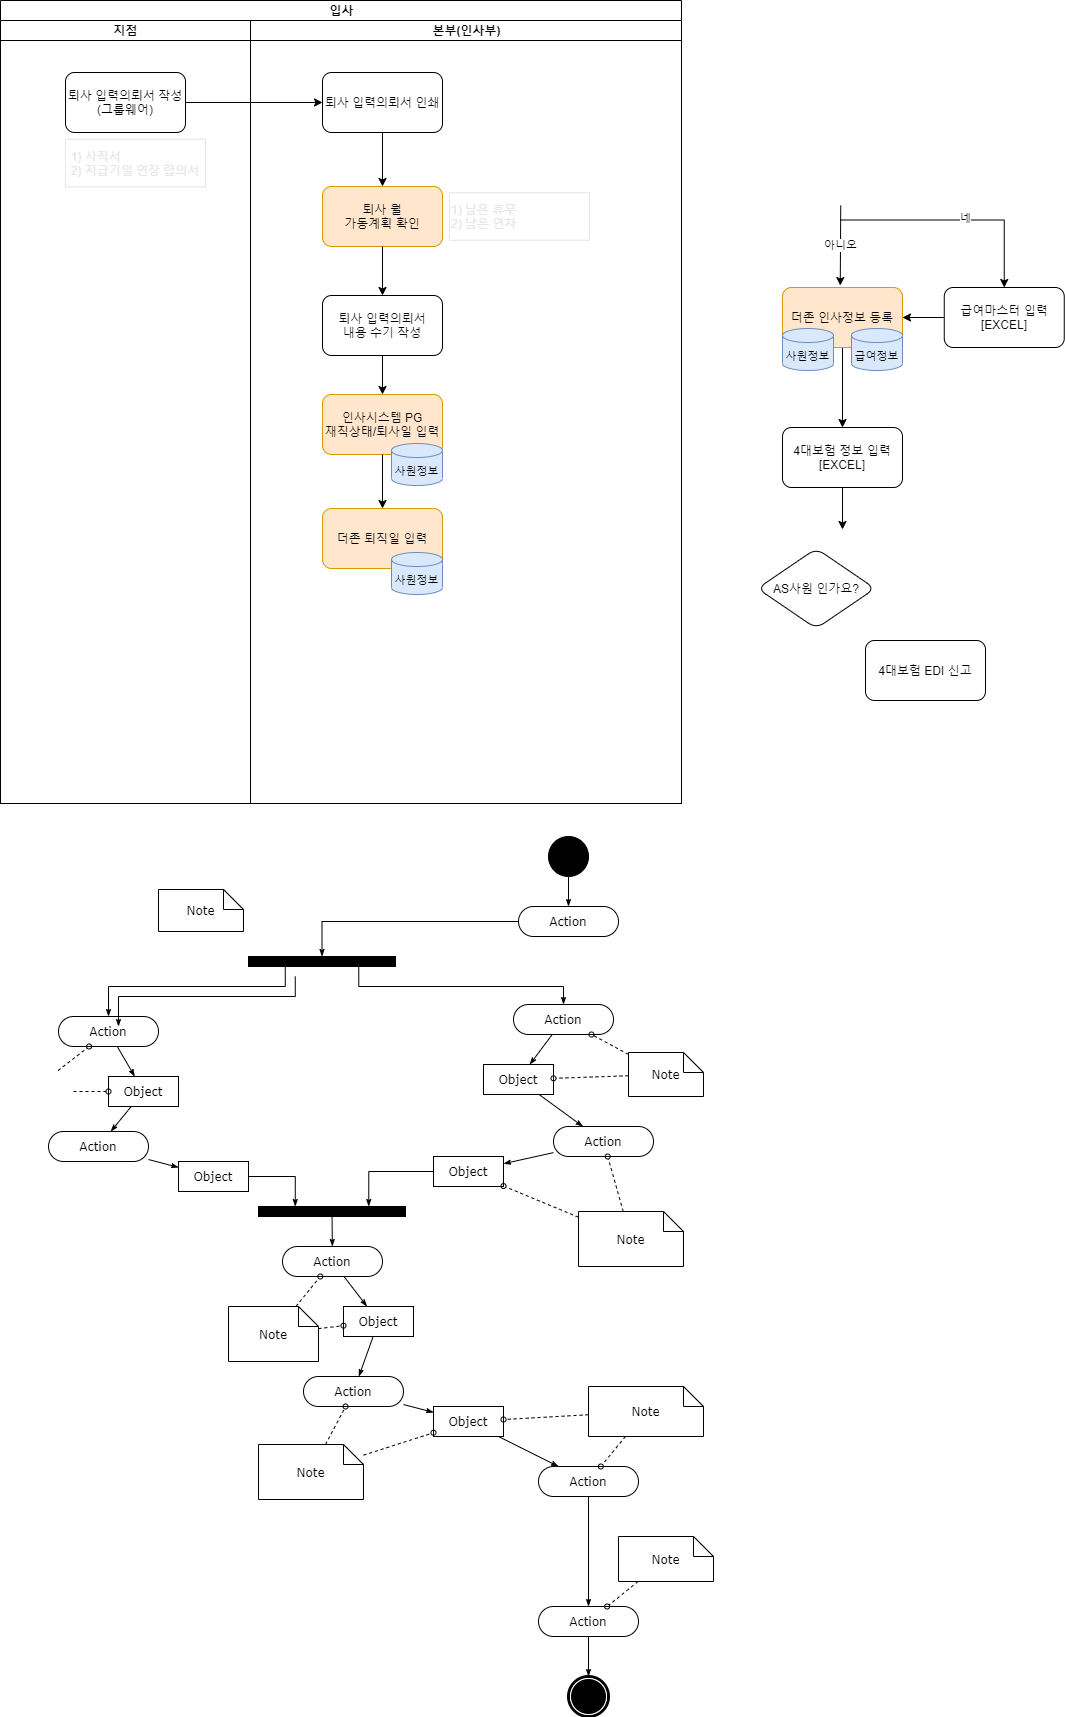 입사
지점
본부(인사부)
퇴사 입력의뢰서 작성
(그룹웨어)
1) 사직서
2) 지급기일 연장 합의서
퇴사 입력의뢰서 인쇄
퇴사 월
가동계획 확인
1) 남은 휴무
2) 남은 연차
퇴사 입력의뢰서
내용 수기 작성
인사시스템 PG
재직상태/퇴사일 입력
사원정보
더존 퇴직일 입력
사원정보
네
아니오
더존 인사정보 등록
사원정보
급여정보
급여마스터 입력
[EXCEL]
4대보험 정보 입력
[EXCEL]
AS사원 인가요?
4대보험 EDI 신고
Note
Action
Action
Action
Object
Note
Object
Action
Action
Object
Object
Note
Action
Object
Note
Action
Object
Note
Note
Action
Note
Action